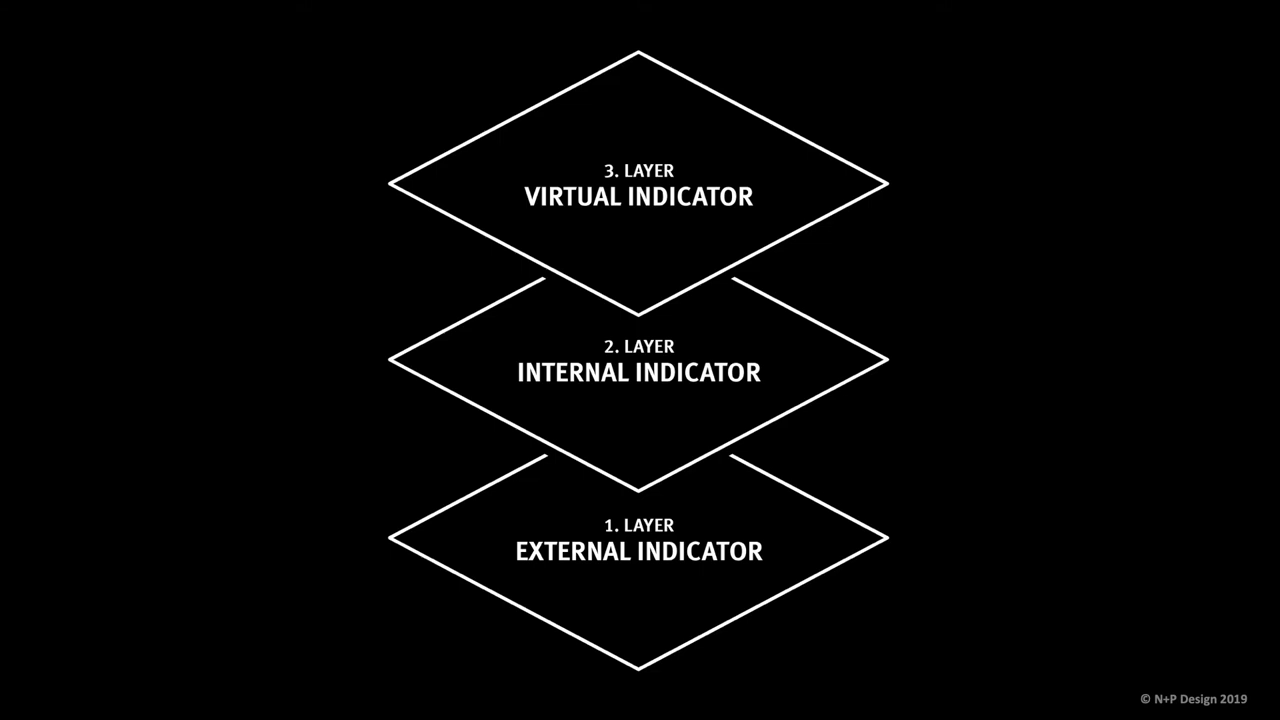 3. LAYER
VIRTUAL INDICATOR
2. LAYER
INTERNAL INDICATOR
1. LAYER
EXTERNAL INDICATOR
© N+P Design 2019